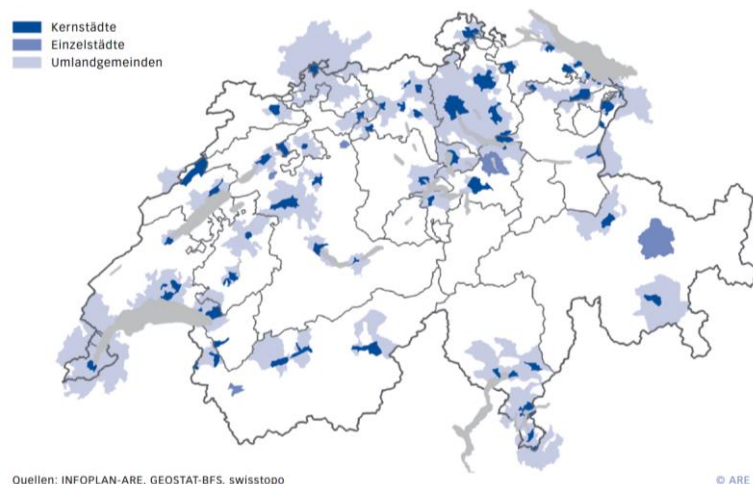 Kernstädte
Einzelstädte
Umlandgemeinden
Quellen: INFOPLAN-ARE, GEOSTAT-BFS, swisstopo
© ARE